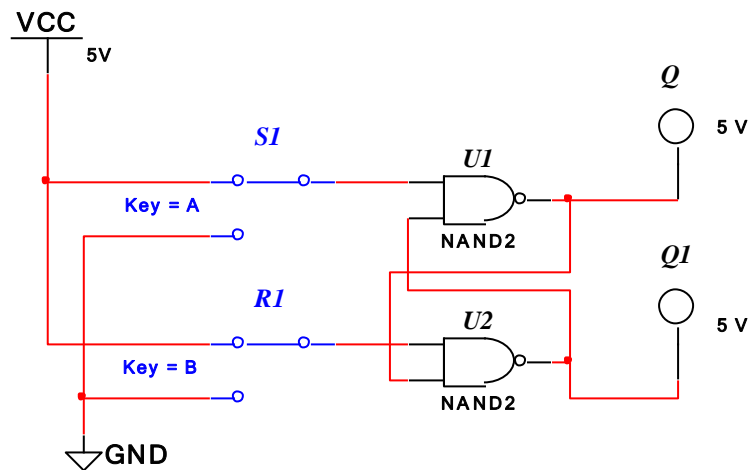 VCC
5V
Q
5 V
S1
U1
Key = A
NAND2
Q1
R1
5 V
U2
Key = B
NAND2
GND